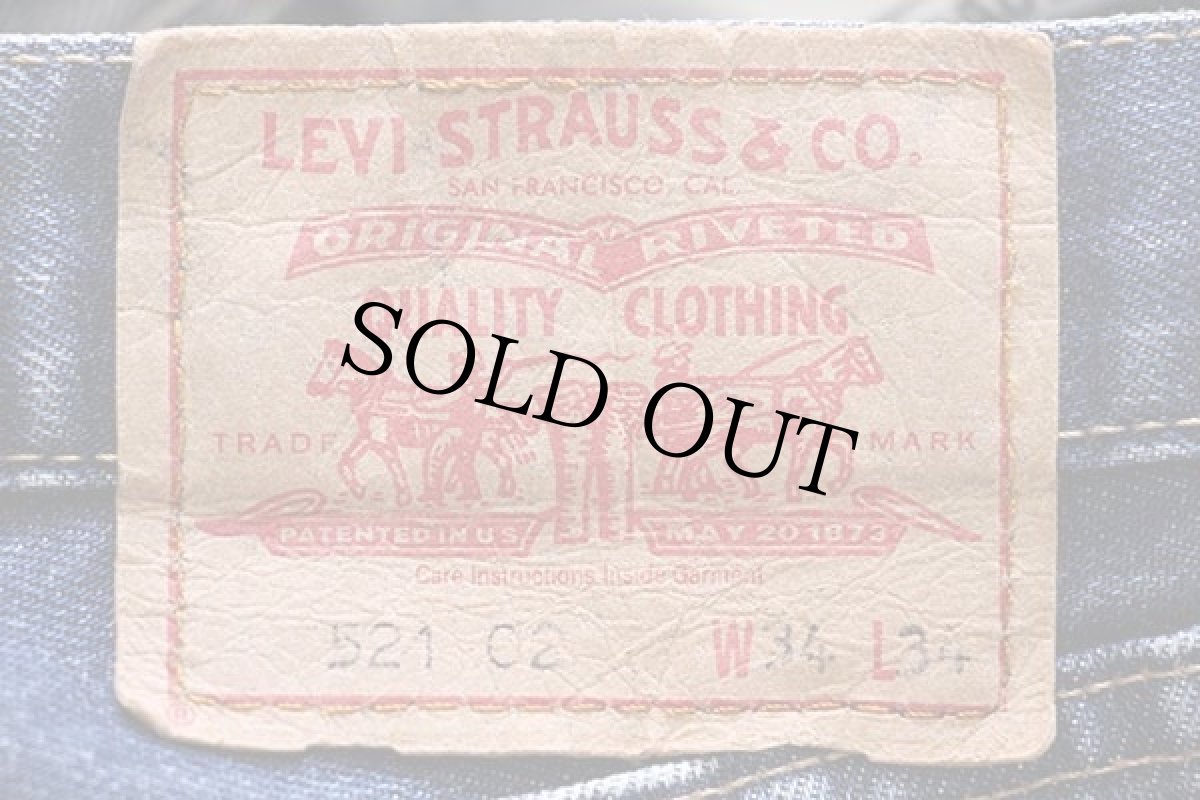 LEVI STRAUSS & CO.
SAN FRANCISCO, CAL.
ORIGINAL RIVETED
QUALITY CLOTHING
SOLD OUT
TRADE MARK
PATENTED IN U.S. MAY 20 1873
Care Instructions Inside Garment
521 02 W34 L34
®